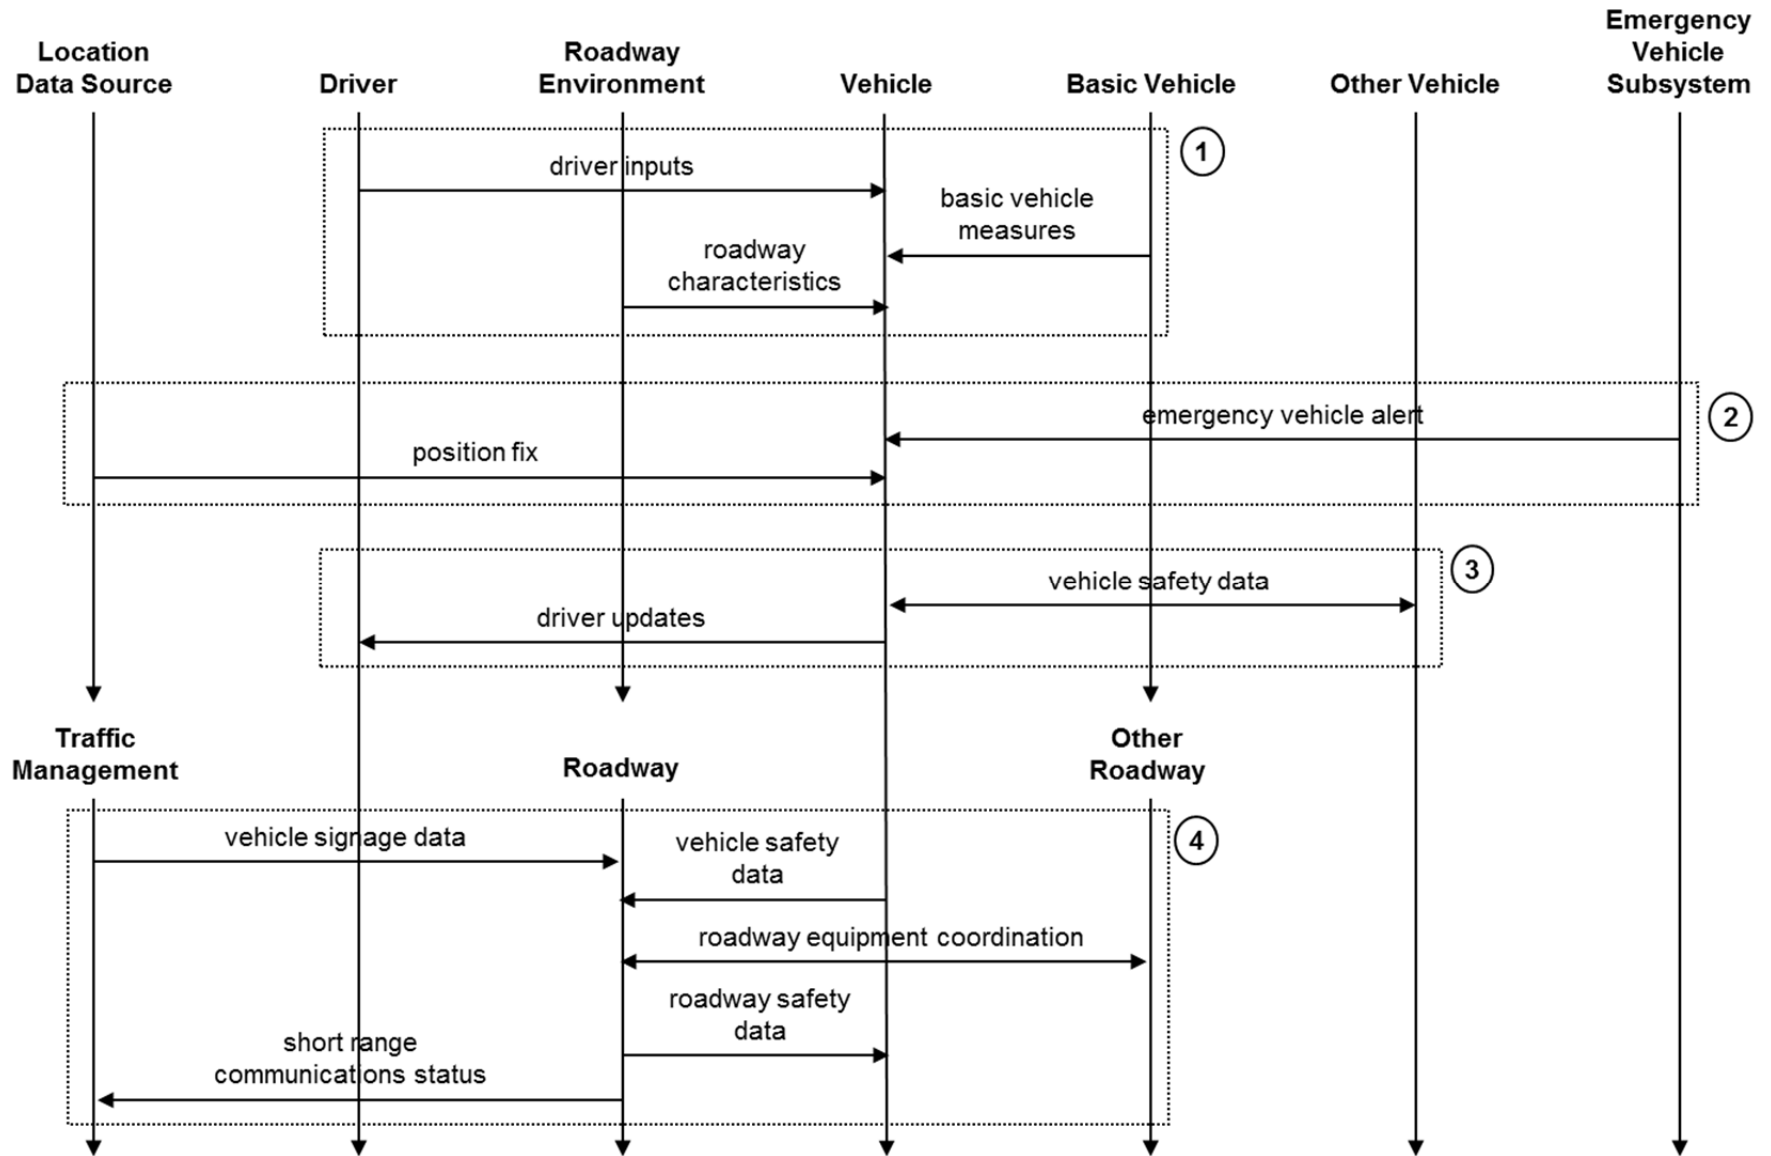 Location
Data Source
Driver
Roadway
Environment
Vehicle
Basic Vehicle
Other Vehicle
Emergency
Vehicle
Subsystem
1
driver inputs
basic vehicle
measures
roadway
characteristics
2
emergency vehicle alert
position fix
3
vehicle safety data
driver updates
Traffic
Management
Roadway
Other
Roadway
4
vehicle signage data
vehicle safety
data
roadway equipment coordination
roadway safety
data
short range
communications status